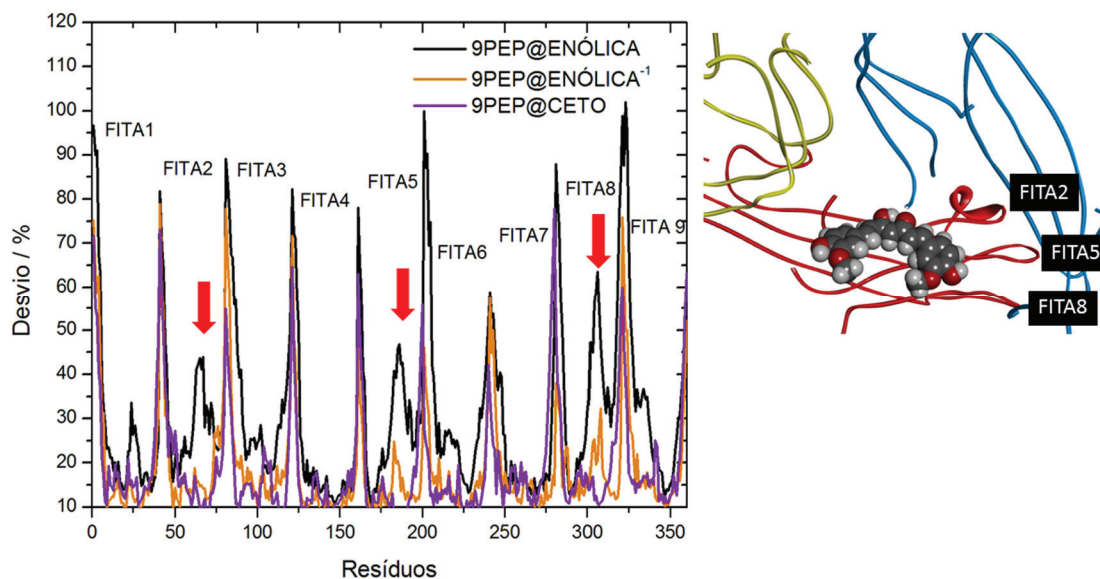 120
110
100
90
80
70
60
50
40
30
20
10
Desvio / %
9PEP@ENÓLICA
9PEP@ENÓLICA⁻¹
9PEP@CETO
FITA1
FITA2
FITA3
FITA4
FITA5
FITA6
FITA7
FITA8
FITA 9
0 50 100 150 200 250 300 350
Resíduos
FITA2
FITA5
FITA8